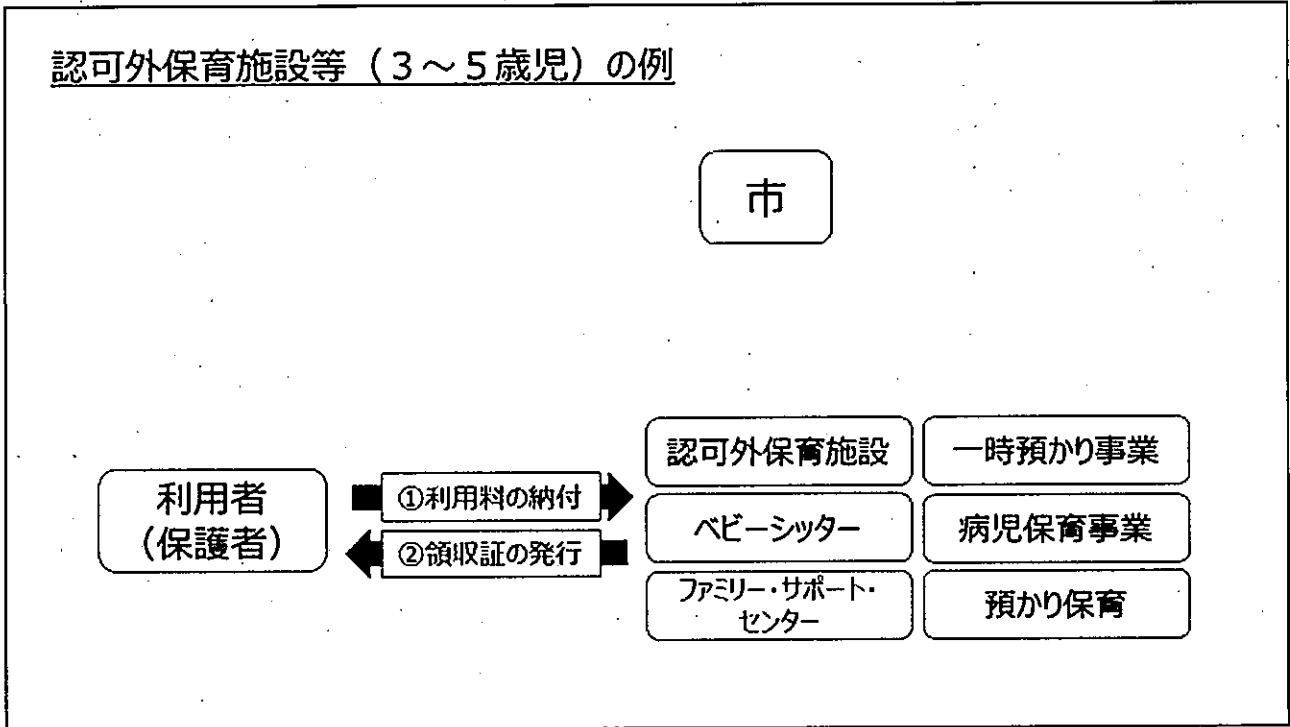 認可外保育施設等（３～５歳児）の例
市
認可外保育施設
一時預かり事業
利用者
（保護者）
①利用料の納付
②領収証の発行
ベビーシッター
病児保育事業
ファミリー・サポート・
センター
預かり保育